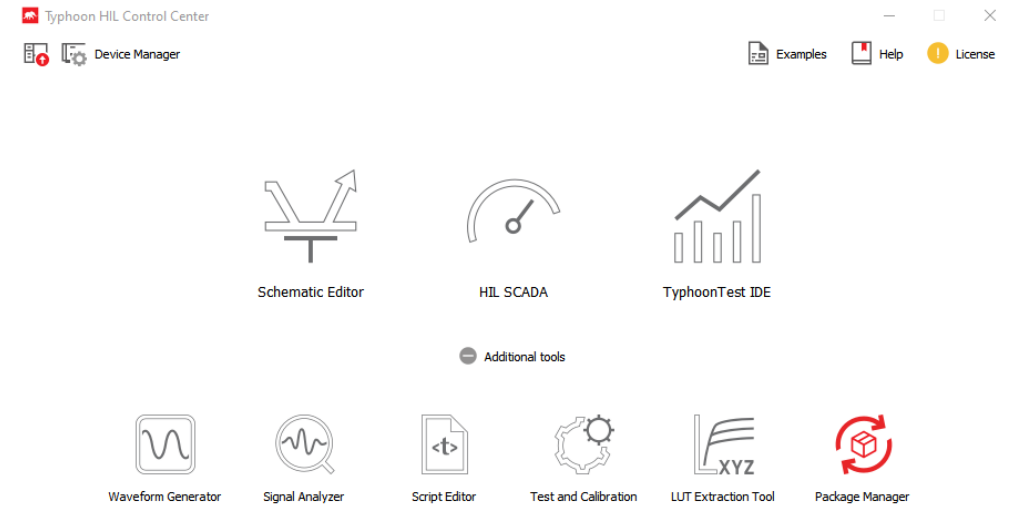 Typhoon HIL Control Center
Device Manager
Examples
Help
! License
Schematic Editor
HIL SCADA
TyphoonTest IDE
Additional tools
<t>
XYZ
Waveform Generator
Signal Analyzer
Script Editor
Test and Calibration
LUT Extraction Tool
Package Manager